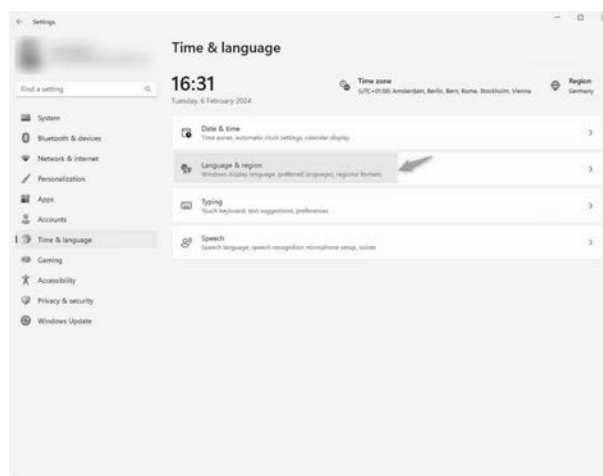 Settings
Time & language
16:31
Tuesday, 6 February 2024
Time zone
(UTC+01:00) Amsterdam, Berlin, Bern, Rome, Stockholm, Vienna
Region
Germany
Find a setting
System
Bluetooth & devices
Network & internet
Personalization
Apps
Accounts
Time & language
Gaming
Accessibility
Privacy & security
Windows Update
Date & time
Time zones, automatic clock settings, calendar display
Language & region
Windows display language, preferred languages, regional formats
Typing
Touch keyboard, text suggestions, preferences
Speech
Speech language, speech recognition microphone setup, voices